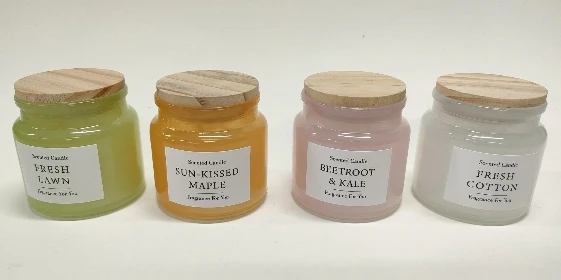 Scented Candle
FRESH
LAWN
Fragrance For You
Scented Candle
SUN-KISSED
MAPLE
Fragrance For You
Scented Candle
BEETROOT
& KALE
Fragrance For You
Scented Candle
FRESH
COTTON
Fragrance For You